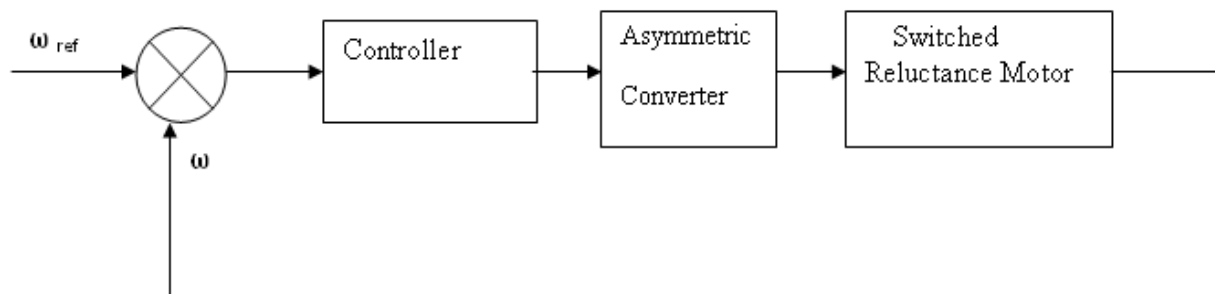 ω ref
Controller
Asymmetric
Converter
Switched
Reluctance Motor
ω